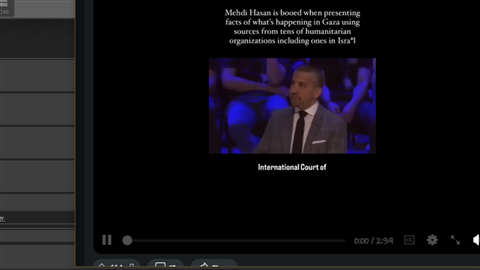 Mehdi Hasan is booed when presenting
facts of what's happening in Gaza using
sources from tens of humanitarian
organizations including ones in Isra*l
International Court of
0:00 / 2:39